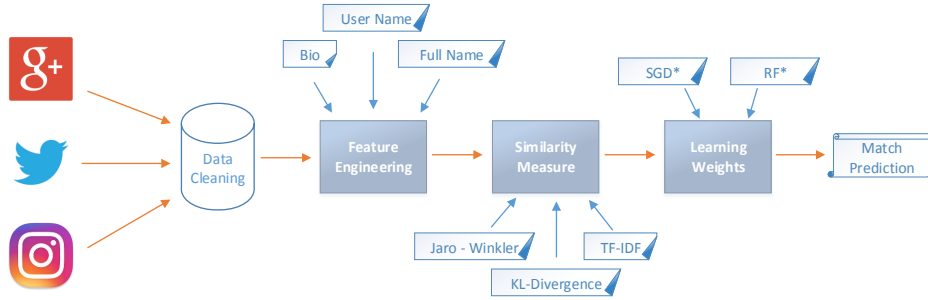 g+
User Name
Bio
Full Name
SGD*
RF*
Data
Cleaning
Feature
Engineering
Similarity
Measure
Learning
Weights
Match
Prediction
Jaro - Winkler
TF-IDF
KL-Divergence